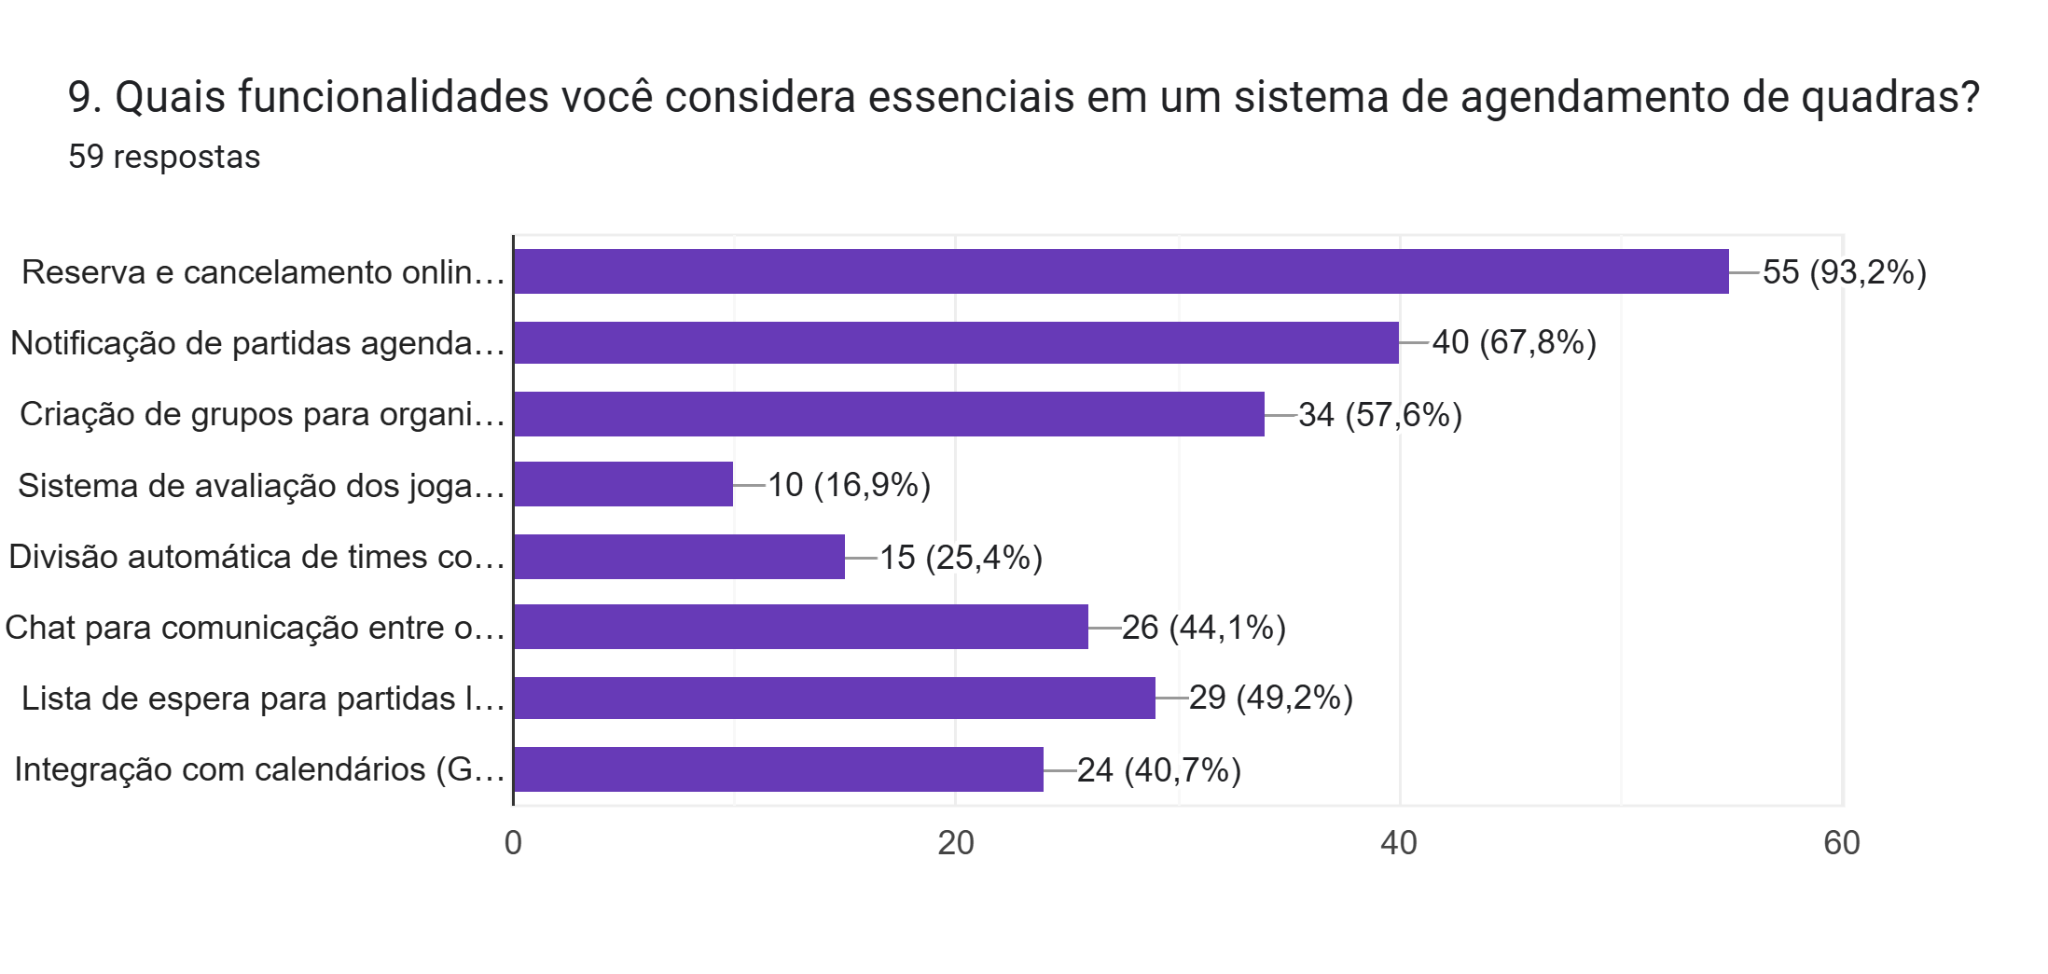 9. Quais funcionalidades você considera essenciais em um sistema de agendamento de quadras?
59 respostas
Reserva e cancelamento onlin… 55 (93,2%)
Notificação de partidas agenda… 40 (67,8%)
Criação de grupos para organi… 34 (57,6%)
Sistema de avaliação dos joga… 10 (16,9%)
Divisão automática de times co… 15 (25,4%)
Chat para comunicação entre o… 26 (44,1%)
Lista de espera para partidas l… 29 (49,2%)
Integração com calendários (G… 24 (40,7%)
0 20 40 60